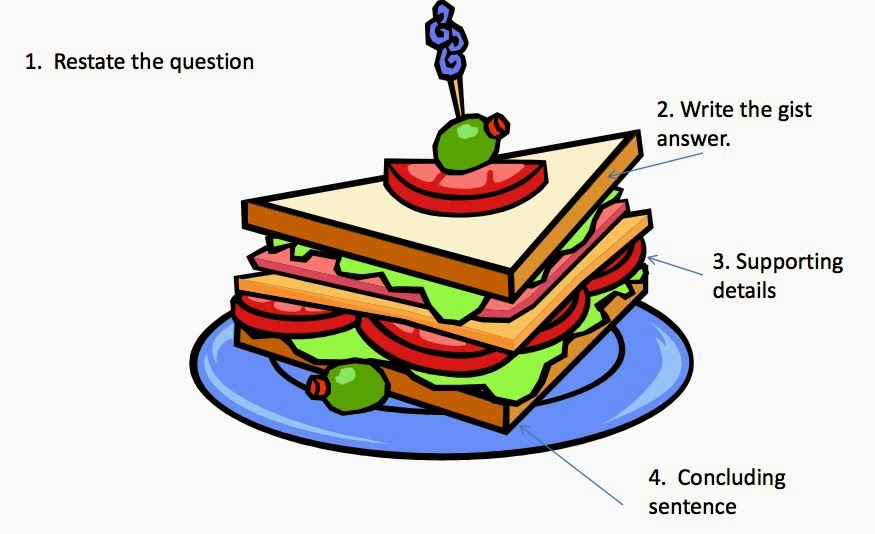 1. Restate the question
2. Write the gist
answer.
3. Supporting
details
4. Concluding
sentence